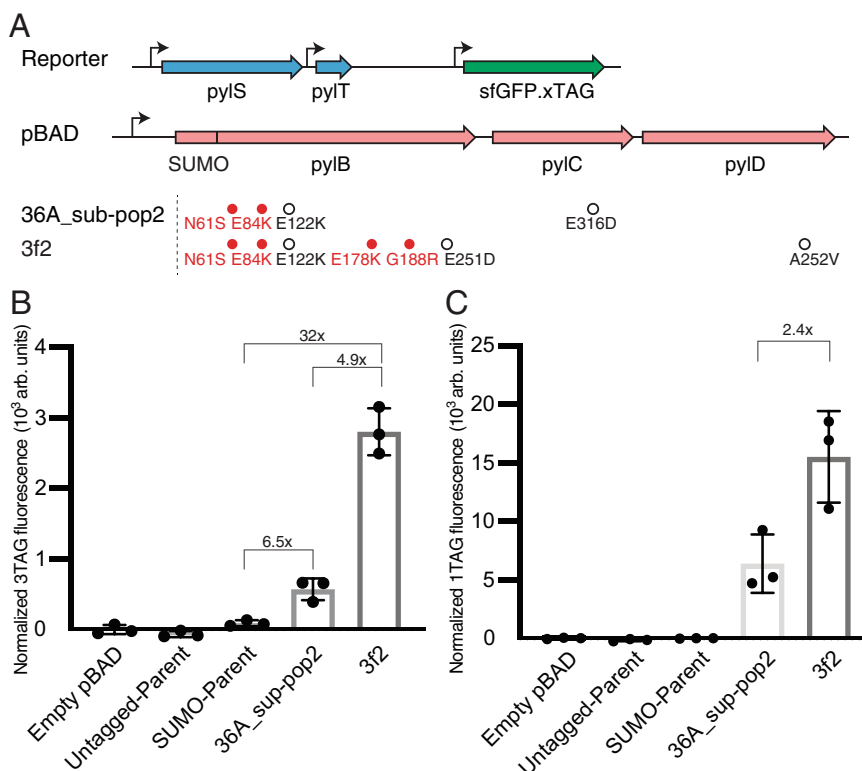 A
Reporter
pylS pylT sfGFP.xTAG
pBAD
SUMO pylB pylC pylD
36A_sub-pop2
N61S E84K E122K E316D
3f2
N61S E84K E122K E178K G188R E251D A252V
B
Normalized 3TAG fluorescence (10³ arb. units)
4
3
2
1
0
32x
4.9x
6.5x
Empty pBAD
Untagged-Parent
SUMO-Parent
36A_sup-pop2
3f2
C
Normalized 1TAG fluorescence (10³ arb. units)
25
20
15
10
5
0
2.4x
Empty pBAD
Untagged-Parent
SUMO-Parent
36A_sup-pop2
3f2